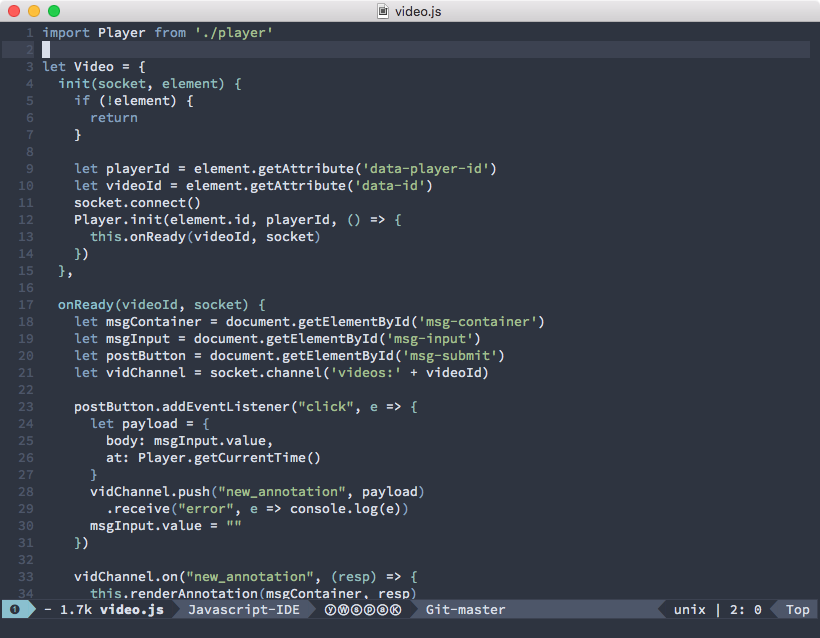 video.js
1 import Player from './player'
2
3 let Video = {
4   init(socket, element) {
5     if (!element) {
6       return
7     }
8
9     let playerId = element.getAttribute('data-player-id')
10     let videoId = element.getAttribute('data-id')
11     socket.connect()
12     Player.init(element.id, playerId, () => {
13       this.onReady(videoId, socket)
14     })
15   },
16
17   onReady(videoId, socket) {
18     let msgContainer = document.getElementById('msg-container')
19     let msgInput = document.getElementById('msg-input')
20     let postButton = document.getElementById('msg-submit')
21     let vidChannel = socket.channel('videos:' + videoId)
22
23     postButton.addEventListener("click", e => {
24       let payload = {
25         body: msgInput.value,
26         at: Player.getCurrentTime()
27       }
28       vidChannel.push("new_annotation", payload)
29         .receive("error", e => console.log(e))
30       msgInput.value = ""
31     })
32
33     vidChannel.on("new_annotation", (resp) => {
34       this.renderAnnotation(msgContainer, resp)
❶ - 1.7k video.js Javascript-IDE ⓨⓦⓢⓟⓐⓀ Git-master unix | 2: 0 Top